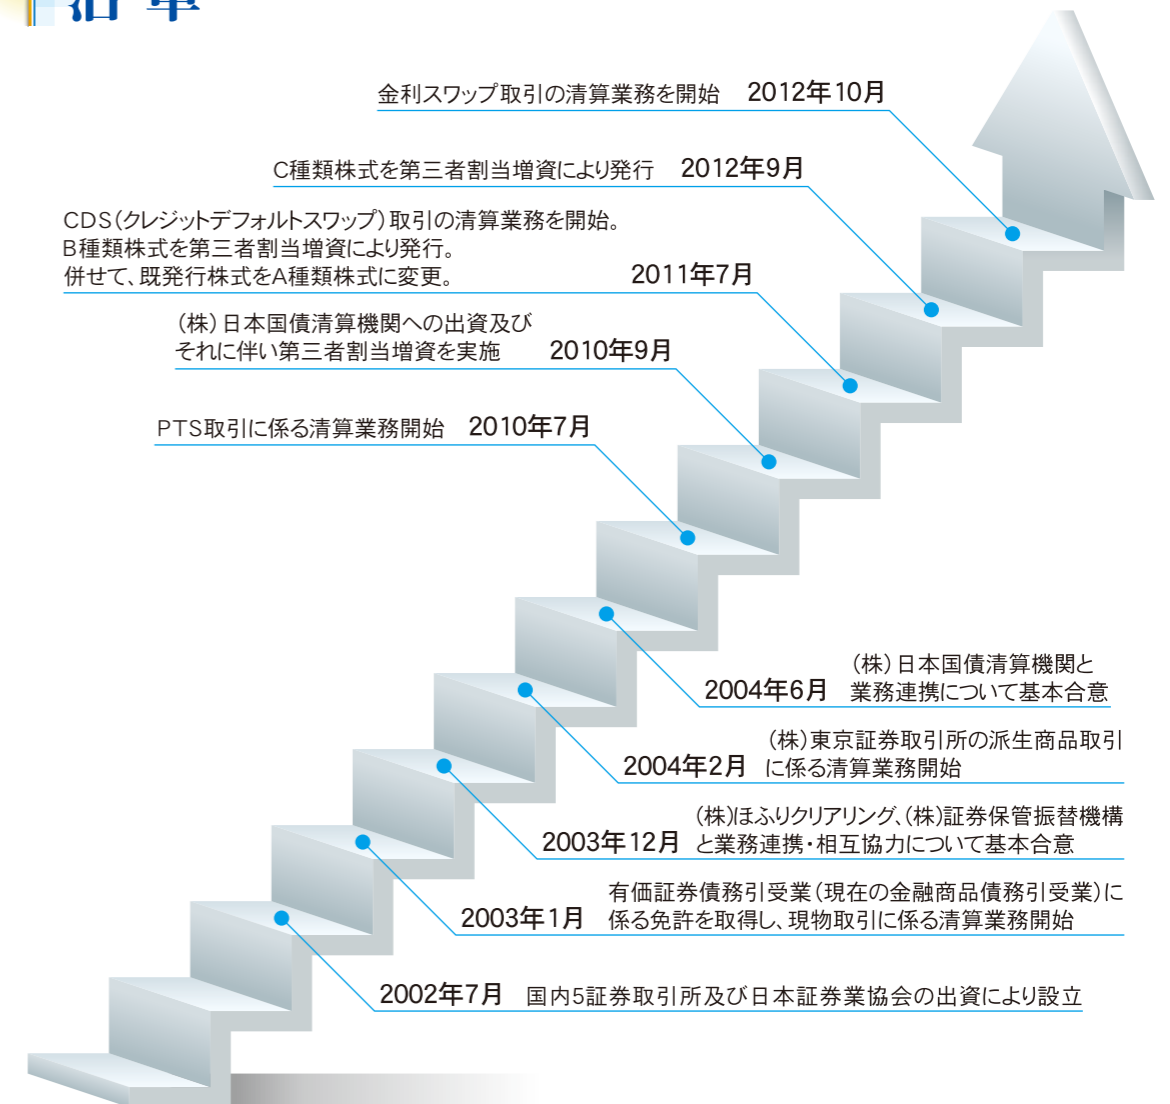 沿革
金利スワップ取引の清算業務を開始 2012年10月
C種類株式を第三者割当増資により発行 2012年9月
CDS(クレジットデフォルトスワップ)取引の清算業務を開始。
B種類株式を第三者割当増資により発行。
併せて、既発行株式をA種類株式に変更。 2011年7月
(株)日本国債清算機関への出資及び
それに伴い第三者割当増資を実施 2010年9月
PTS取引に係る清算業務開始 2010年7月
(株)日本国債清算機関と
2004年6月 業務連携について基本合意
(株)東京証券取引所の派生商品取引
2004年2月 に係る清算業務開始
(株)ほふりクリアリング、(株)証券保管振替機構
2003年12月 と業務連携・相互協力について基本合意
有価証券債務引受業(現在の金融商品債務引受業)に
2003年1月 係る免許を取得し、現物取引に係る清算業務開始
2002年7月 国内5証券取引所及び日本証券業協会の出資により設立